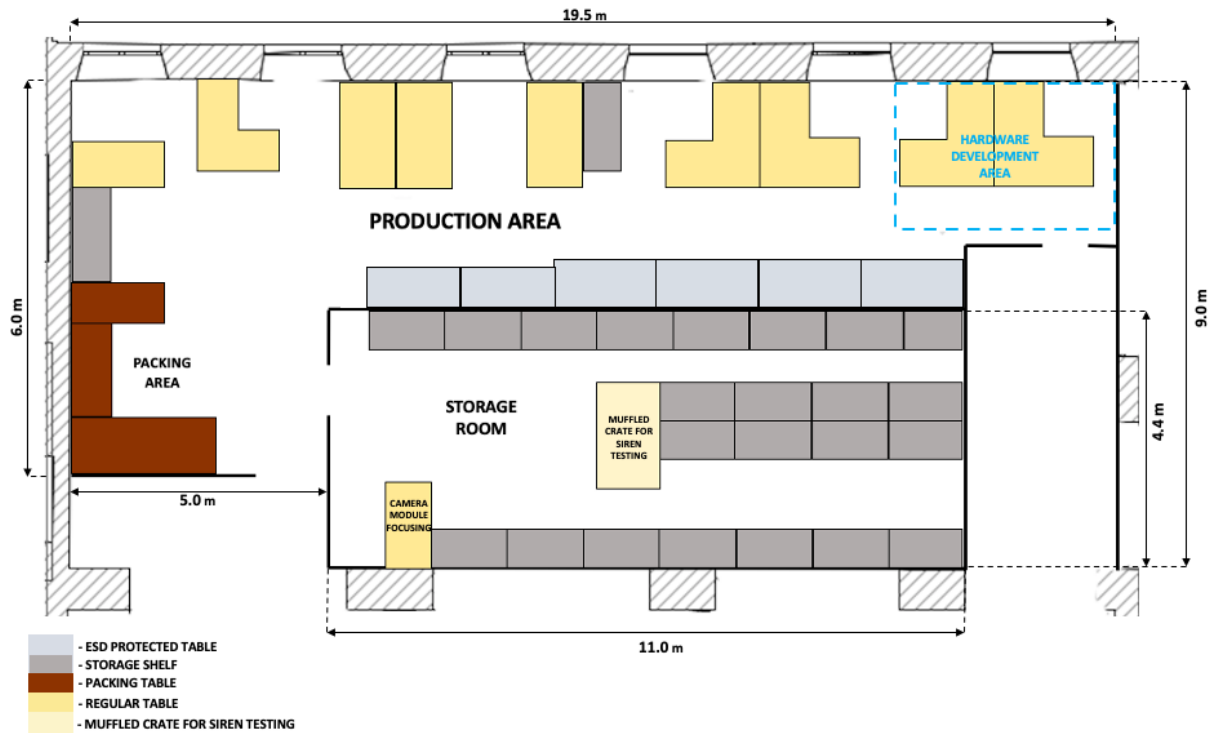 19.5 m
HARDWARE
DEVELOPMENT
AREA
PRODUCTION AREA
6.0 m
9.0 m
PACKING
AREA
STORAGE
ROOM
MUFFLED
CRATE FOR
SIREN
TESTING
4.4 m
5.0 m
CAMERA
MODULE
FOCUSING
11.0 m
- ESD PROTECTED TABLE
- STORAGE SHELF
- PACKING TABLE
- REGULAR TABLE
- MUFFLED CRATE FOR SIREN TESTING